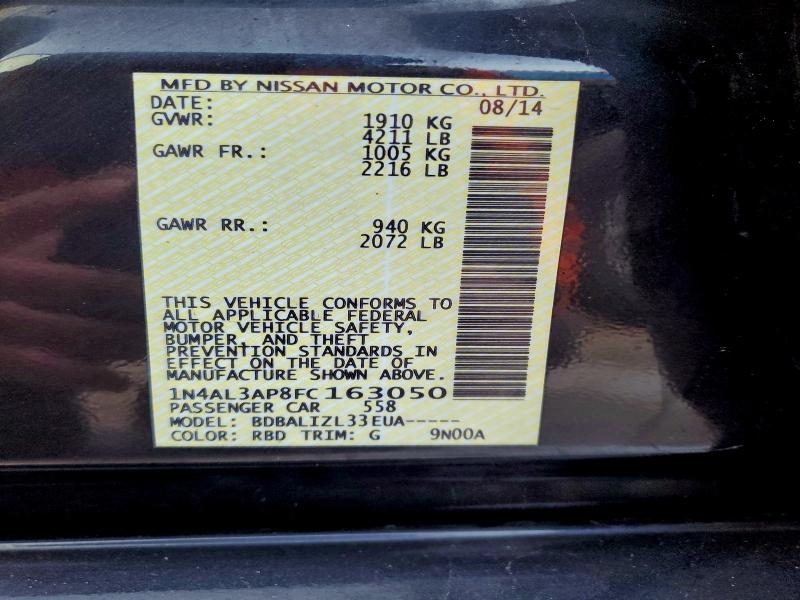 MFD BY NISSAN MOTOR CO., LTD.
DATE: 08/14
GVWR: 1910 KG
4211 LB
GAWR FR.: 1005 KG
2216 LB
GAWR RR.: 940 KG
2072 LB
THIS VEHICLE CONFORMS TO
ALL APPLICABLE FEDERAL
MOTOR VEHICLE SAFETY,
BUMPER, AND THEFT
PREVENTION STANDARDS IN
EFFECT ON THE DATE OF
MANUFACTURE SHOWN ABOVE.
1N4AL3AP8FC163050
PASSENGER CAR 558
MODEL: BDBALIZL33EUA-----
COLOR: RBD TRIM: G 9N00A